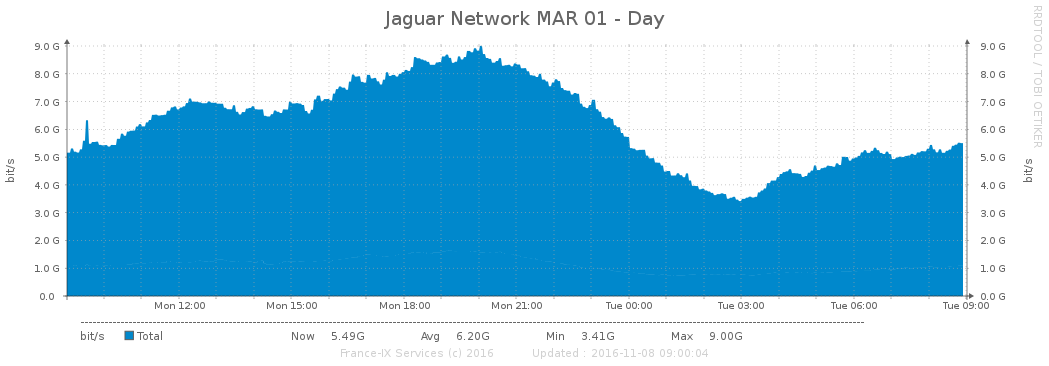 Jaguar Network MAR 01 - Day
RRDTOOL / TOBI OETIKER
bit/s
9.0 G
8.0 G
7.0 G
6.0 G
5.0 G
4.0 G
3.0 G
2.0 G
1.0 G
0.0
9.0 G
8.0 G
7.0 G
6.0 G
5.0 G
4.0 G
3.0 G
2.0 G
1.0 G
0.0 G
bit/s
Mon 12:00 Mon 15:00 Mon 18:00 Mon 21:00 Tue 00:00 Tue 03:00 Tue 06:00 Tue 09:00
bit/s Total Now 5.49G Avg 6.20G Min 3.41G Max 9.00G
France-IX Services (c) 2016 Updated : 2016-11-08 09:00:04